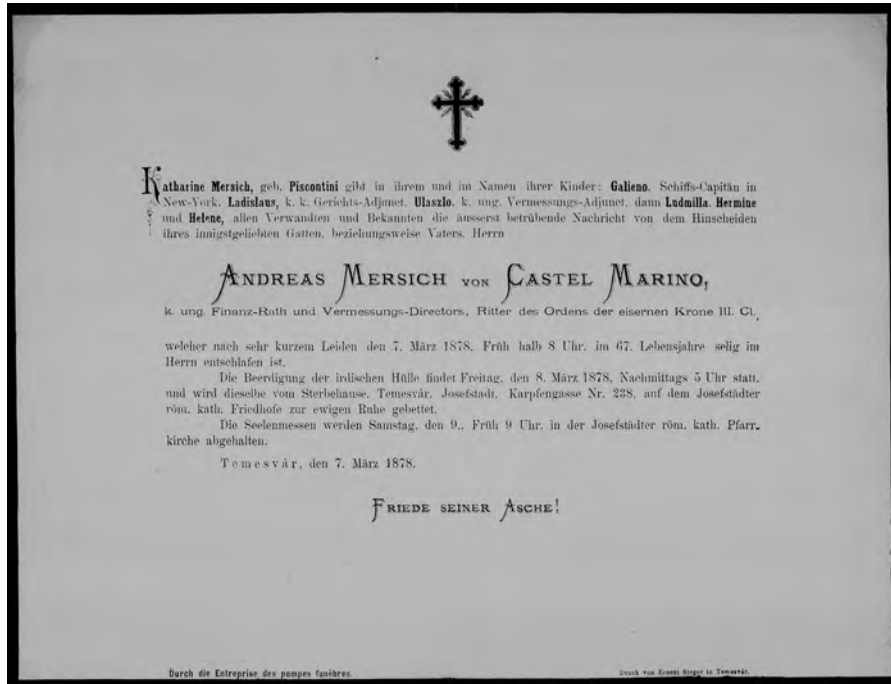 Katharine Mersich, geb. Piscontini gibt in ihrem und im Namen ihrer Kinder: Galieno, Schiffs-Capitän in
New-York, Ladislaus, k. k. Gerichts-Adjunct, Ulaszlo, k. ung. Vermessungs-Adjunct, dann Ludmilla, Hermine
und Helene, allen Verwandten und Bekannten die äusserst betrübende Nachricht von dem Hinscheiden
ihres innigstgeliebten Gatten, beziehungsweise Vaters, Herrn
ANDREAS MERSICH VON CASTEL MARINO,
k. ung. Finanz-Rath und Vermessungs-Directors, Ritter des Ordens der eisernen Krone III. Cl.,
welcher nach sehr kurzem Leiden den 7. März 1878, Früh halb 8 Uhr, im 67. Lebensjahre selig im
Herrn entschlafen ist.
Die Beerdigung der irdischen Hülle findet Freitag, den 8. März 1878, Nachmittags 5 Uhr statt,
und wird dieselbe vom Sterbehause, Temesvár, Josefstadt, Karpfengasse Nr. 238, auf dem Josefstädter
röm. kath. Friedhofe zur ewigen Ruhe gebettet.
Die Seelenmessen werden Samstag, den 9., Früh 9 Uhr, in der Josefstädter röm. kath. Pfarr-
kirche abgehalten.
Temesvár, den 7. März 1878.
FRIEDE SEINER ASCHE!
Durch die Entreprise des pompes funèbres.
Druck von Ernest Steger in Temesvár.